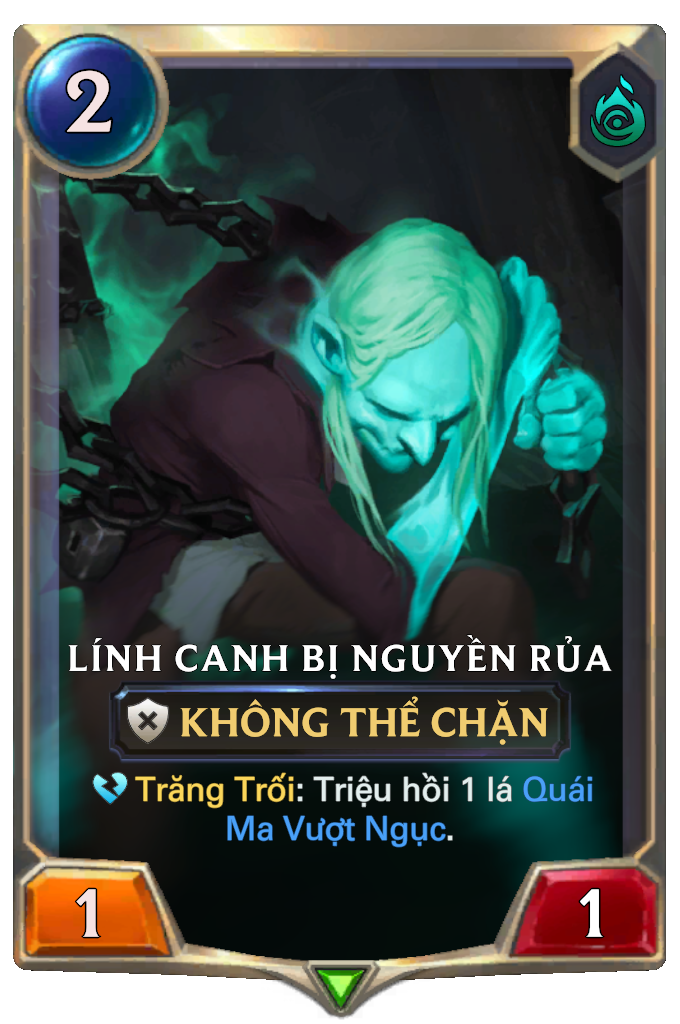 2
LÍNH CANH BỊ NGUYỀN RỦA
KHÔNG THỂ CHẶN
Trăng Trối: Triệu hồi 1 lá Quái
Ma Vượt Ngục.
1
1